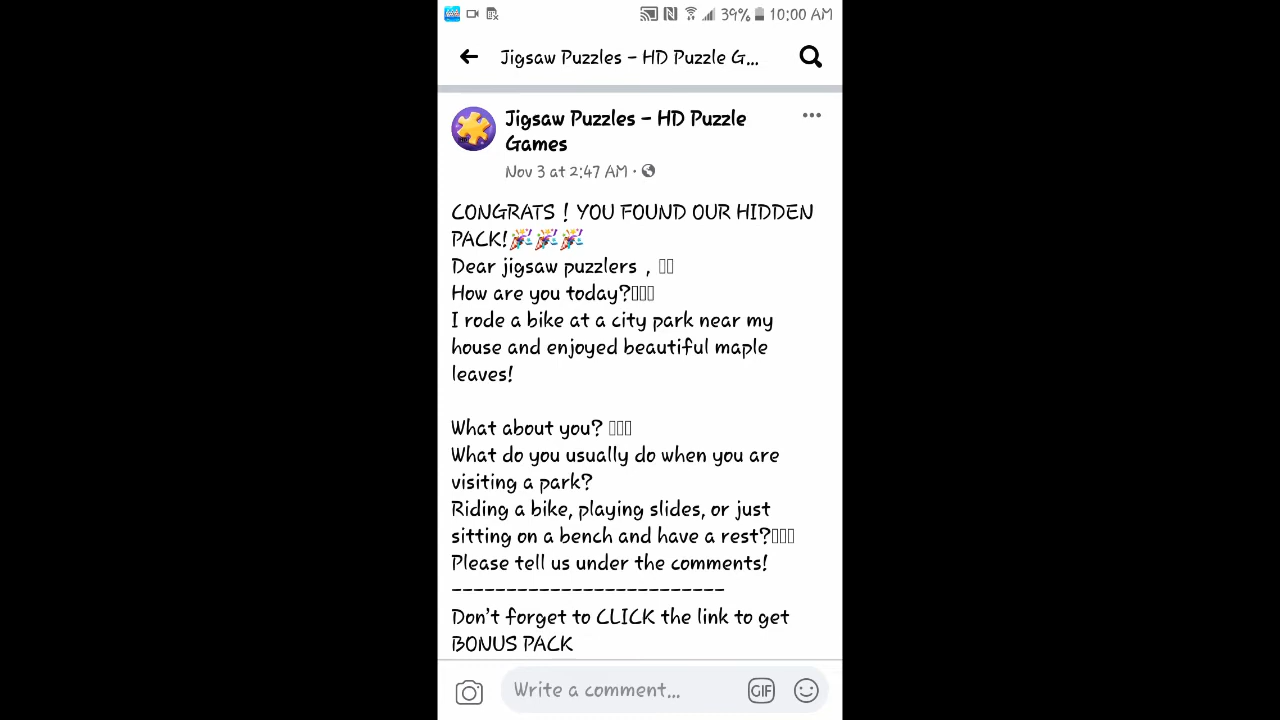 39% 10:00 AM
Jigsaw Puzzles - HD Puzzle G...
Jigsaw Puzzles - HD Puzzle
Games
Nov 3 at 2:47 AM ·
CONGRATS ! YOU FOUND OUR HIDDEN
PACK!🎉🎉🎉
Dear jigsaw puzzlers , ▯▯
How are you today?▯▯▯
I rode a bike at a city park near my
house and enjoyed beautiful maple
leaves!
What about you? ▯▯▯
What do you usually do when you are
visiting a park?
Riding a bike, playing slides, or just
sitting on a bench and have a rest?▯▯▯
Please tell us under the comments!
-------------------------
Don't forget to CLICK the link to get
BONUS PACK
Write a comment... GIF